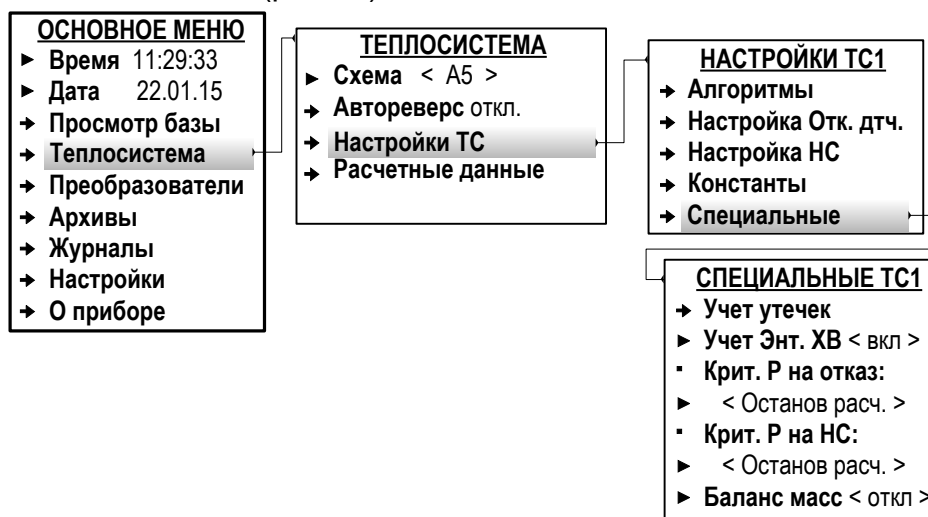 ОСНОВНОЕ МЕНЮ
► Время 11:29:33
► Дата 22.01.15
➔ Просмотр базы
➔ Теплосистема
➔ Преобразователи
➔ Архивы
➔ Журналы
➔ Настройки
➔ О приборе
ТЕПЛОСИСТЕМА
► Схема < А5 >
➔ Автореверс откл.
➔ Настройки ТС
➔ Расчетные данные
НАСТРОЙКИ ТС1
➔ Алгоритмы
➔ Настройка Отк. дтч.
➔ Настройка НС
➔ Константы
➔ Специальные
СПЕЦИАЛЬНЫЕ ТС1
➔ Учет утечек
► Учет Энт. ХВ < вкл >
▪ Крит. Р на отказ:
► < Останов расч. >
▪ Крит. Р на НС:
► < Останов расч. >
► Баланс масс < откл >